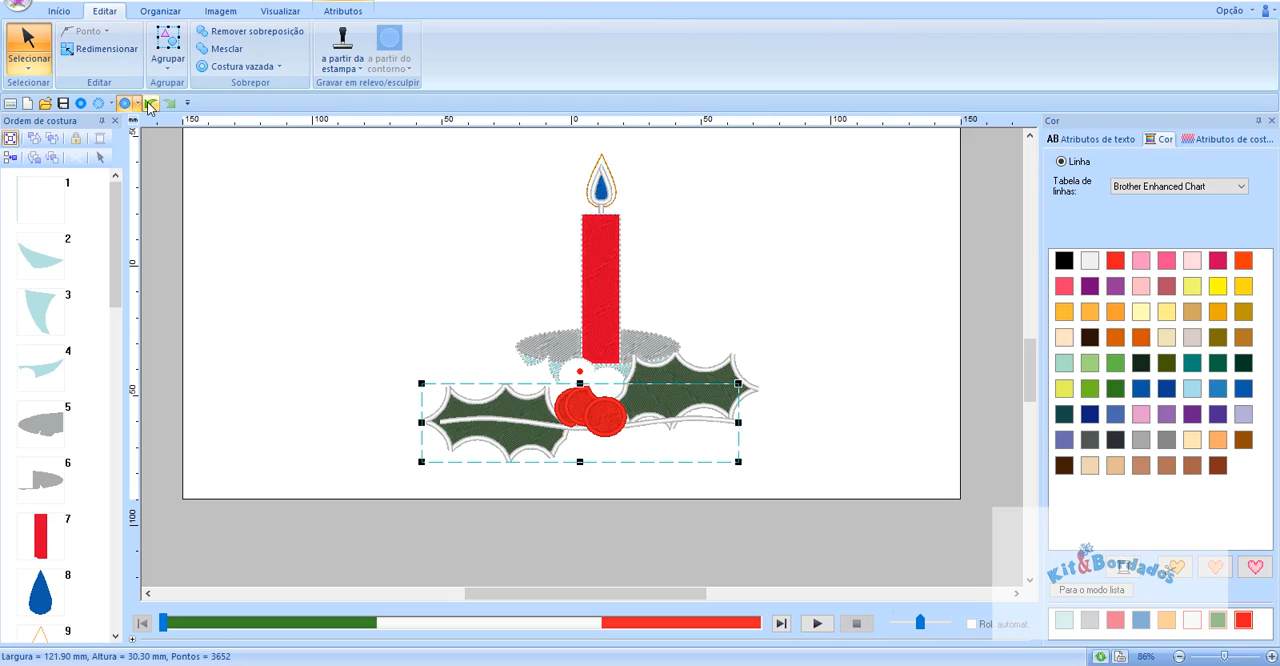 Início Editar Organizar Imagem Visualizar Atributos Opção
Selecionar
Ponto
Redimensionar
Agrupar
Remover sobreposição
Mesclar
Costura vazada
a partir da estampa
a partir do contorno
Selecionar Editar Agrupar Sobrepor Gravar em relevo/esculpir
Ordem de costura
mm
150 100 50 0 50 100 150
0
50
100
1
2
3
4
5
6
7
8
9
Cor
AB Atributos de texto Cor Atributos de cost...
Linha
Tabela de
linhas:
Brother Enhanced Chart
Kit&Bordados
Para o modo lista
Largura = 121.90 mm, Altura = 30.30 mm, Pontos = 3652
86%